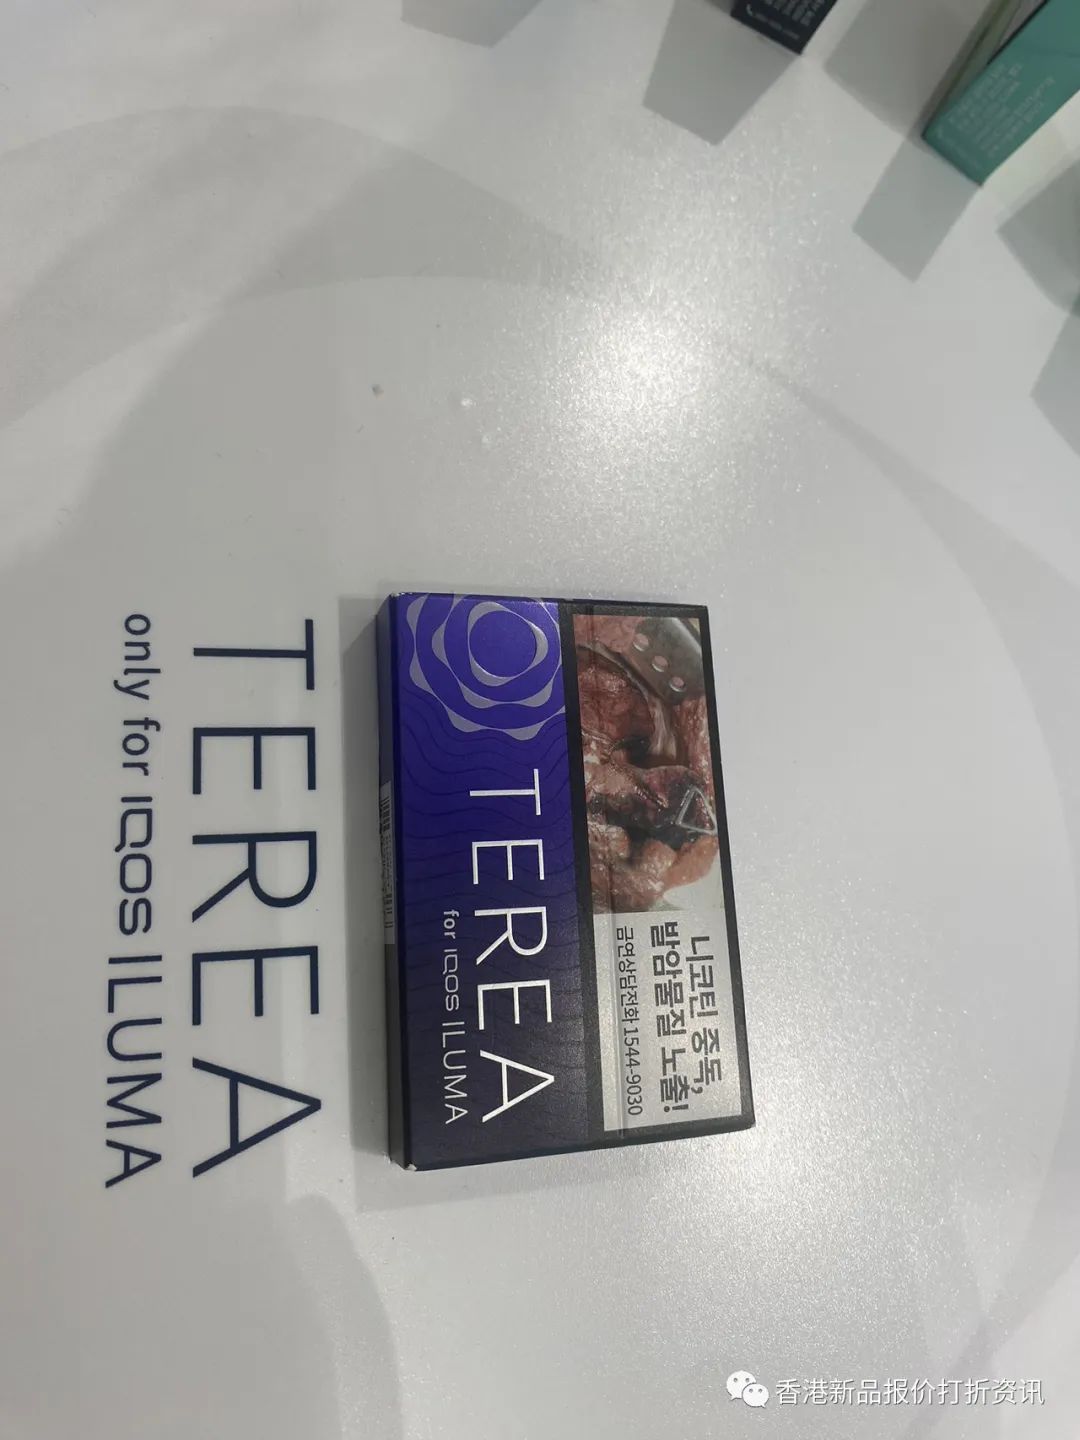 TEREA
only for IQOS ILUMA
TEREA
for IQOS ILUMA
니코틴 중독,
발암물질 노출!
금연상담전화 1544-9030
香港新品报价打折资讯